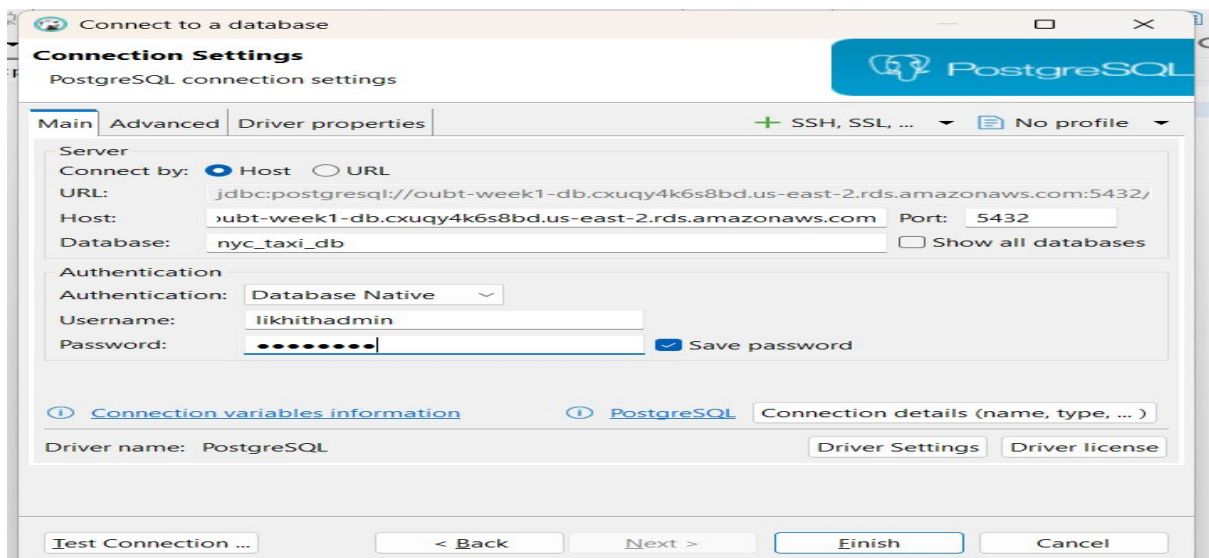 Connect to a database
Connection Settings
PostgreSQL connection settings
PostgreSQL
Main Advanced Driver properties + SSH, SSL, ... No profile
Server
Connect by: Host URL
URL: jdbc:postgresql://oubt-week1-db.cxuqy4k6s8bd.us-east-2.rds.amazonaws.com:5432/
Host: oubt-week1-db.cxuqy4k6s8bd.us-east-2.rds.amazonaws.com Port: 5432
Database: nyc_taxi_db Show all databases
Authentication
Authentication: Database Native
Username: likhithadmin
Password: •••••••• Save password
Connection variables information PostgreSQL Connection details (name, type, ... )
Driver name: PostgreSQL Driver Settings Driver license
Test Connection ... < Back Next > Finish Cancel